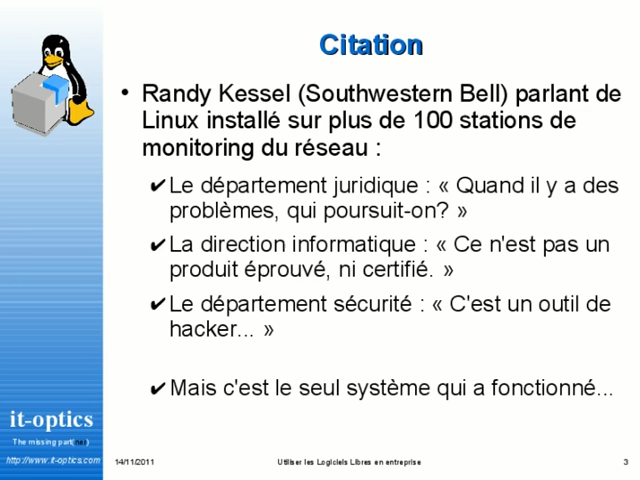 Citation
• Randy Kessel (Southwestern Bell) parlant de
Linux installé sur plus de 100 stations de
monitoring du réseau :
✔ Le département juridique : « Quand il y a des
problèmes, qui poursuit-on? »
✔ La direction informatique : « Ce n'est pas un
produit éprouvé, ni certifié. »
✔ Le département sécurité : « C'est un outil de
hacker... »
✔ Mais c'est le seul système qui a fonctionné...
it-optics
The missing part(ner)
http://www.it-optics.com
14/11/2011
Utiliser les Logiciels Libres en entreprise
3